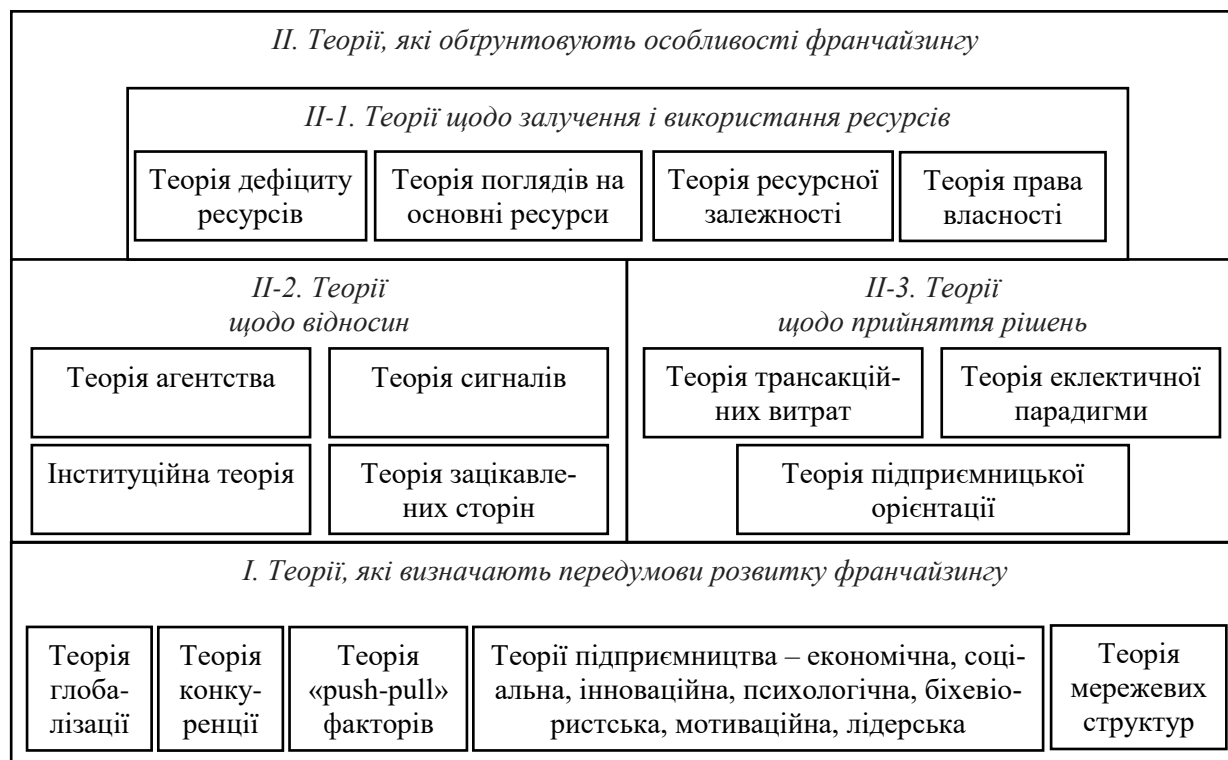 II. Теорії, які обґрунтовують особливості франчайзингу
II-1. Теорії щодо залучення і використання ресурсів
Теорія дефіциту
ресурсів
Теорія поглядів на
основні ресурси
Теорія ресурсної
залежності
Теорія права
власності
II-2. Теорії
щодо відносин
Теорія агентства
Теорія сигналів
Інституційна теорія
Теорія зацікавле-
них сторін
II-3. Теорії
щодо прийняття рішень
Теорія трансакцій-
них витрат
Теорія еклектичної
парадигми
Теорія підприємницької
орієнтації
I. Теорії, які визначають передумови розвитку франчайзингу
Теорія
глоба-
лізації
Теорія
конку-
ренції
Теорія
«push-pull»
факторів
Теорії підприємництва – економічна, соці-
альна, інноваційна, психологічна, біхевіо-
ристська, мотиваційна, лідерська
Теорія
мережевих
структур